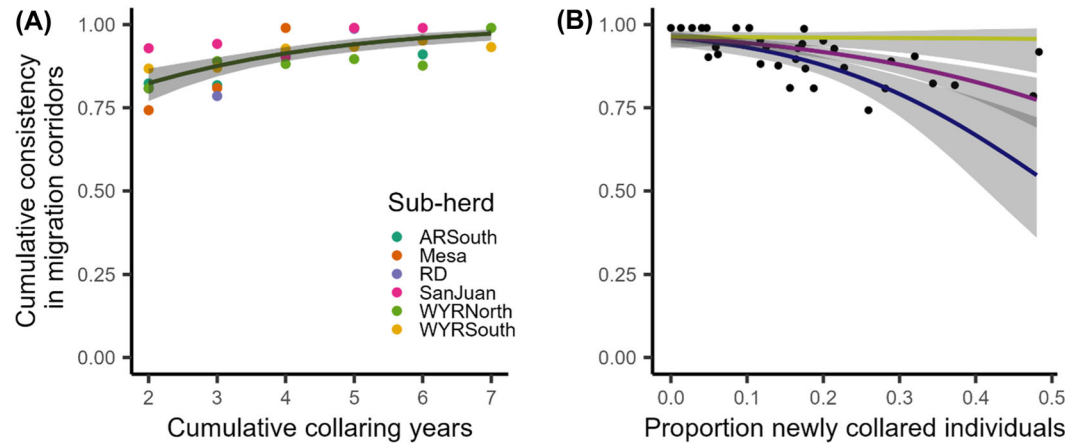 (A)
Cumulative consistency
in migration corridors
1.00
0.75
0.50
0.25
0.00
Sub-herd
ARSouth
Mesa
RD
SanJuan
WYRNorth
WYRSouth
2 3 4 5 6 7
Cumulative collaring years
(B)
1.00
0.75
0.50
0.25
0.00
0.0 0.1 0.2 0.3 0.4 0.5
Proportion newly collared individuals